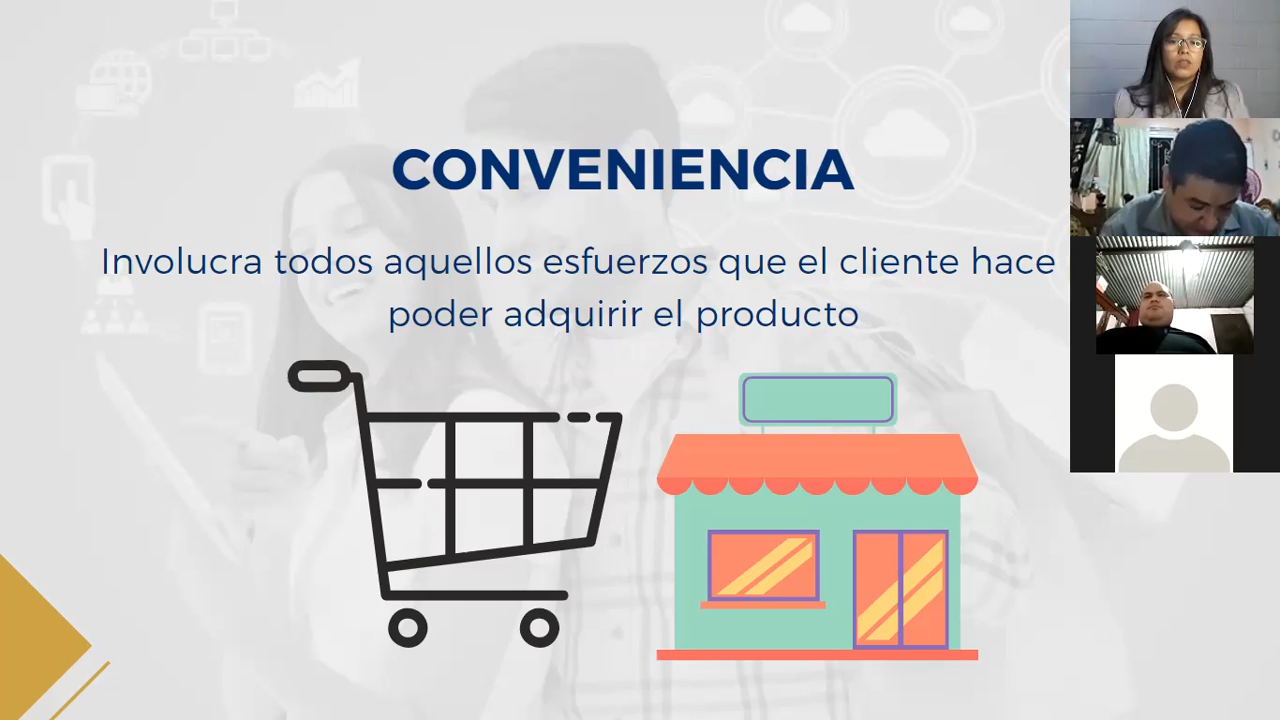 CONVENIENCIA
Involucra todos aquellos esfuerzos que el cliente hace
poder adquirir el producto